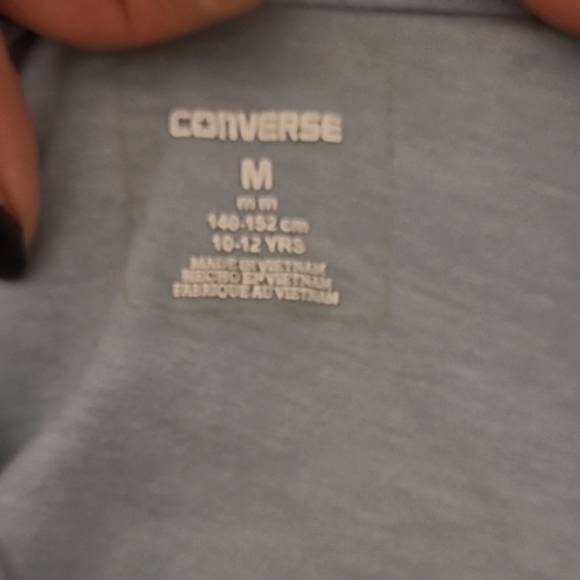 CONVERSE
M
m m
140-152 cm
10-12 YRS
MADE IN VIETNAM
HECHO EN VIETNAM
FABRIQUE AU VIETNAM